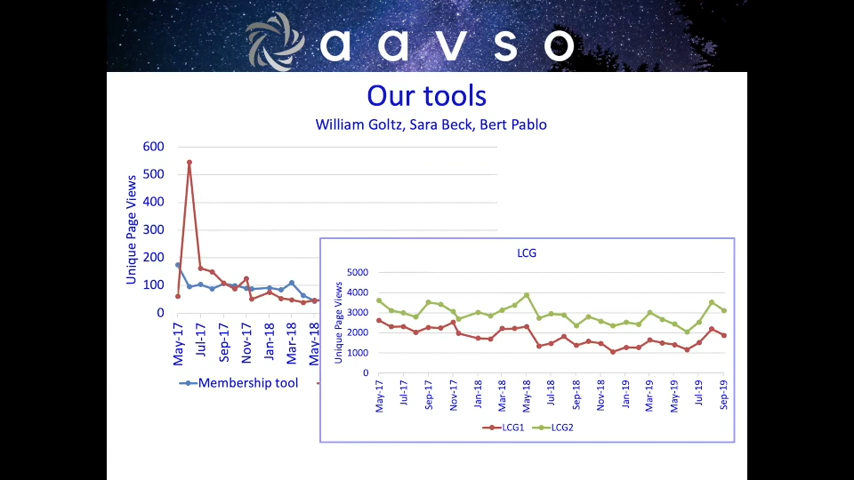 aavso
Our tools
William Goltz, Sara Beck, Bert Pablo
600
500
400
300
200
100
0
Unique Page Views
May-17
Jul-17
Sep-17
Nov-17
Jan-18
Mar-18
May-18
Membership tool
LCG
5000
4000
3000
2000
1000
0
Unique Page Views
May-17
Jul-17
Sep-17
Nov-17
Jan-18
Mar-18
May-18
Jul-18
Sep-18
Nov-18
Jan-19
Mar-19
May-19
Jul-19
Sep-19
LCG1
LCG2